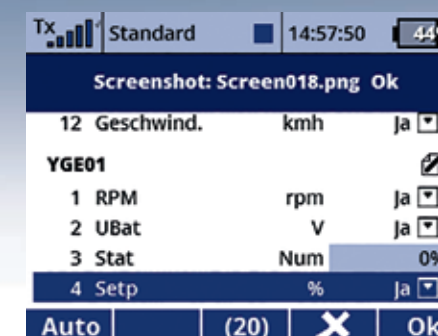 Tx Standard 14:57:50 44
Screenshot: Screen018.png Ok
12 Geschwind. kmh Ja
YGE01
1 RPM rpm Ja
2 UBat V Ja
3 Stat Num 0%
4 Setp % Ja
Auto (20) X Ok